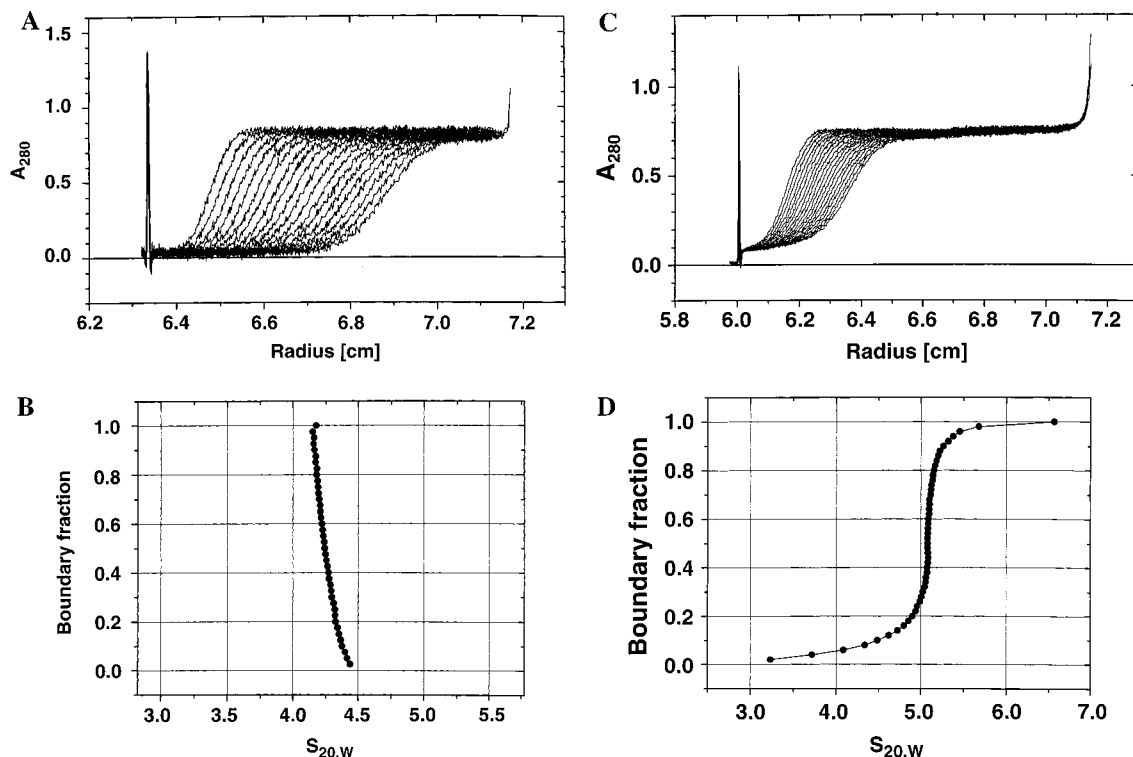 A
1.5
1.0
0.5
0.0
A280
6.2 6.4 6.6 6.8 7.0 7.2
Radius [cm]
C
1.0
0.5
0.0
A280
5.8 6.0 6.2 6.4 6.6 6.8 7.0 7.2
Radius [cm]
B
1.0
0.8
0.6
0.4
0.2
0.0
Boundary fraction
3.0 3.5 4.0 4.5 5.0 5.5
S20,W
D
1.0
0.8
0.6
0.4
0.2
0.0
Boundary fraction
3.0 4.0 5.0 6.0 7.0
S20,W